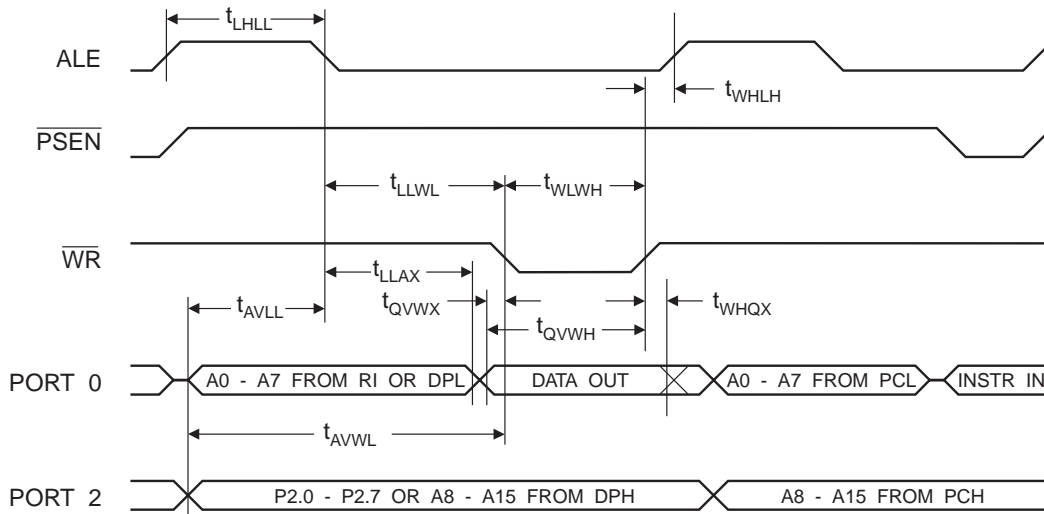 tLHLL
ALE
tWHLH
PSEN
tLLWL
tWLWH
WR
tLLAX
tQVWX
tWHQX
tAVLL
tQVWH
PORT 0
A0 - A7 FROM RI OR DPL
DATA OUT
A0 - A7 FROM PCL
INSTR IN
tAVWL
PORT 2
P2.0 - P2.7 OR A8 - A15 FROM DPH
A8 - A15 FROM PCH